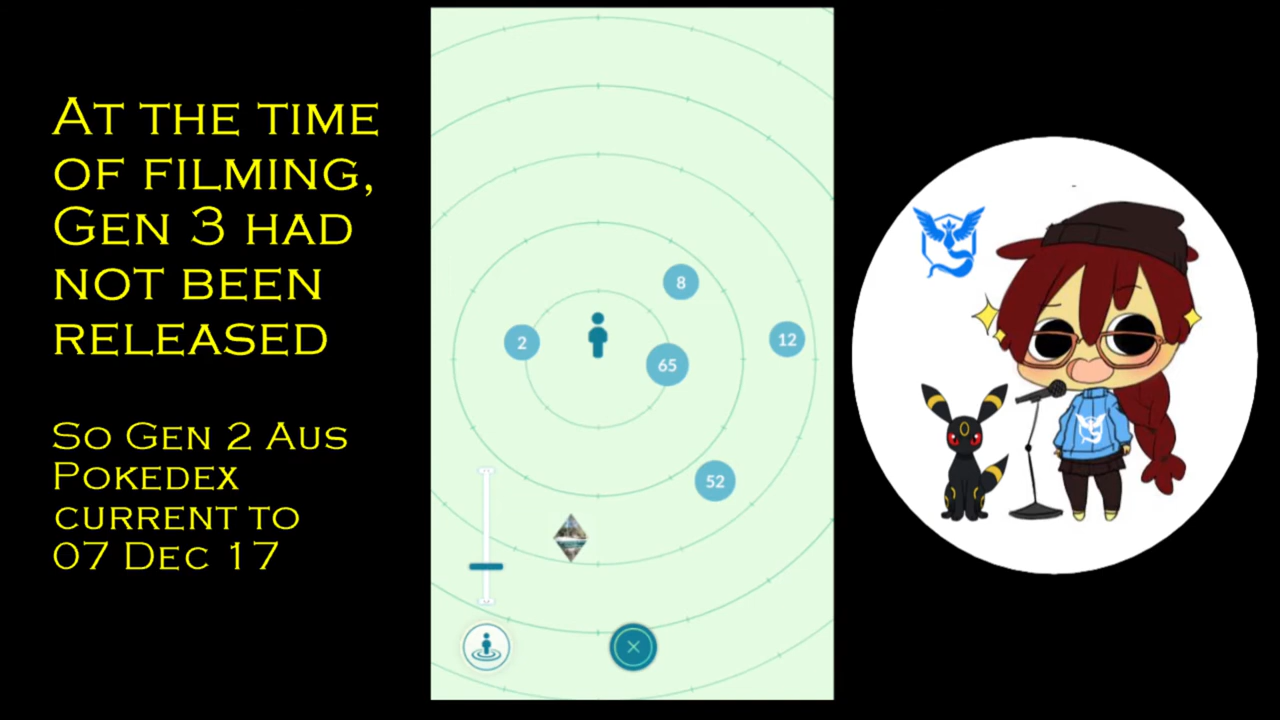 At the time
of filming,
Gen 3 had
not been
released
So Gen 2 Aus
Pokedex
current to
07 Dec 17
8
2
12
65
52